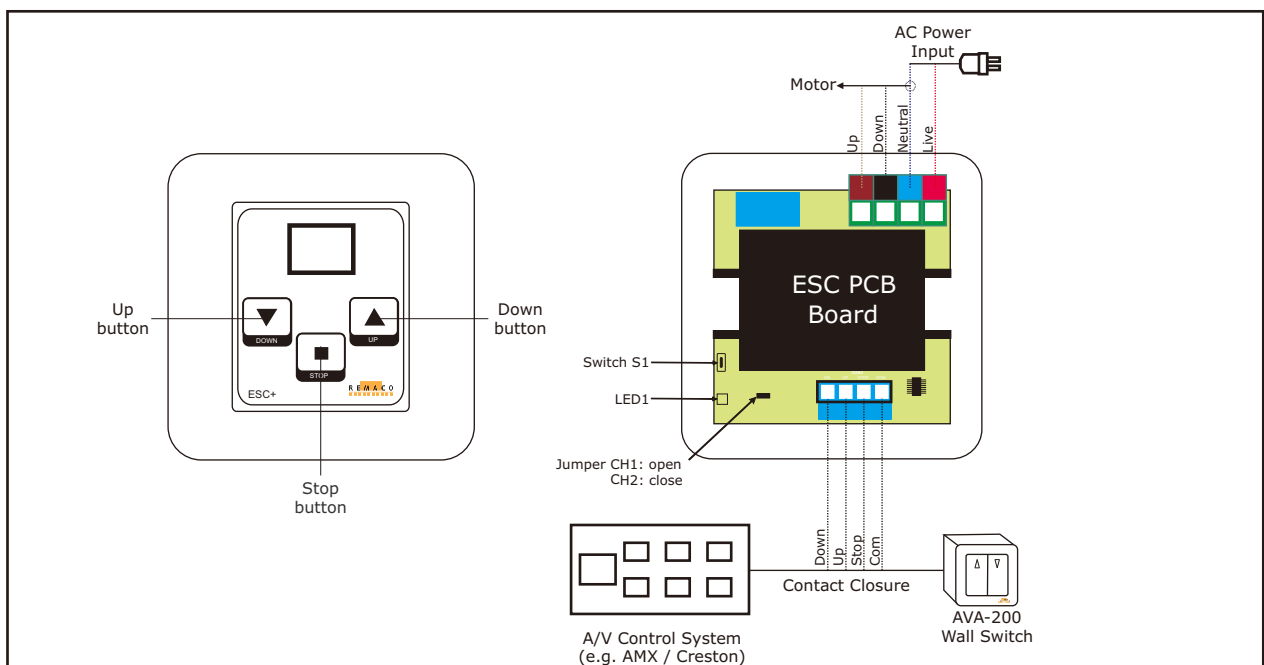 AC Power
Input
Motor
Up
Down
Neutral
Live
ESC PCB
Board
Up
button
DOWN
UP
STOP
ESC+
REMACO
Down
button
Stop
button
Switch S1
LED1
Jumper CH1: open
CH2: close
Down
Up
Stop
Com
Contact Closure
A/V Control System
(e.g. AMX / Creston)
AVA-200
Wall Switch